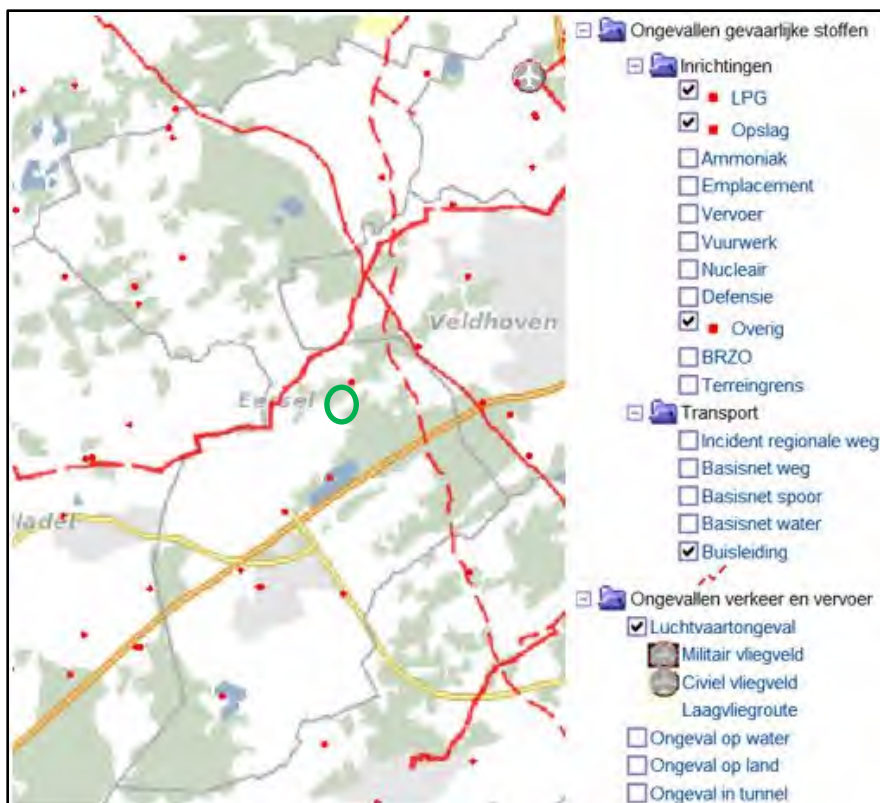 Veldhoven
Eersel
ladel
Ongevallen gevaarlijke stoffen
Inrichtingen
LPG
Opslag
Ammoniak
Emplacement
Vervoer
Vuurwerk
Nucleair
Defensie
Overig
BRZO
Terreingrens
Transport
Incident regionale weg
Basisnet weg
Basisnet spoor
Basisnet water
Buisleiding
Ongevallen verkeer en vervoer
Luchtvaartongeval
Militair vliegveld
Civiel vliegveld
Laagvliegroute
Ongeval op water
Ongeval op land
Ongeval in tunnel